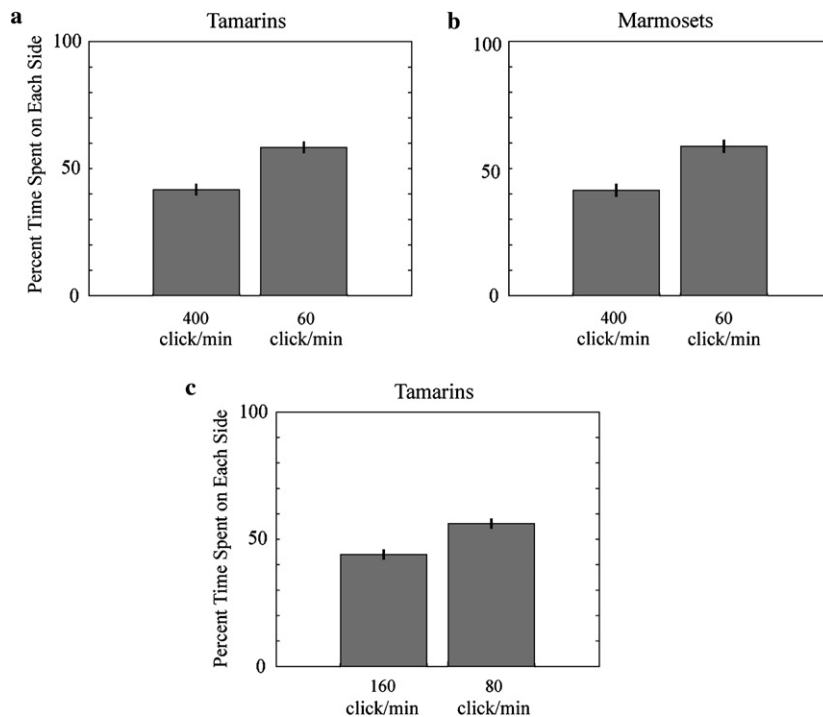 a
Tamarins
Percent Time Spent on Each Side
100
50
0
400
click/min
60
click/min
b
Marmosets
100
50
0
400
click/min
60
click/min
c
Tamarins
Percent Time Spent on Each Side
100
50
0
160
click/min
80
click/min